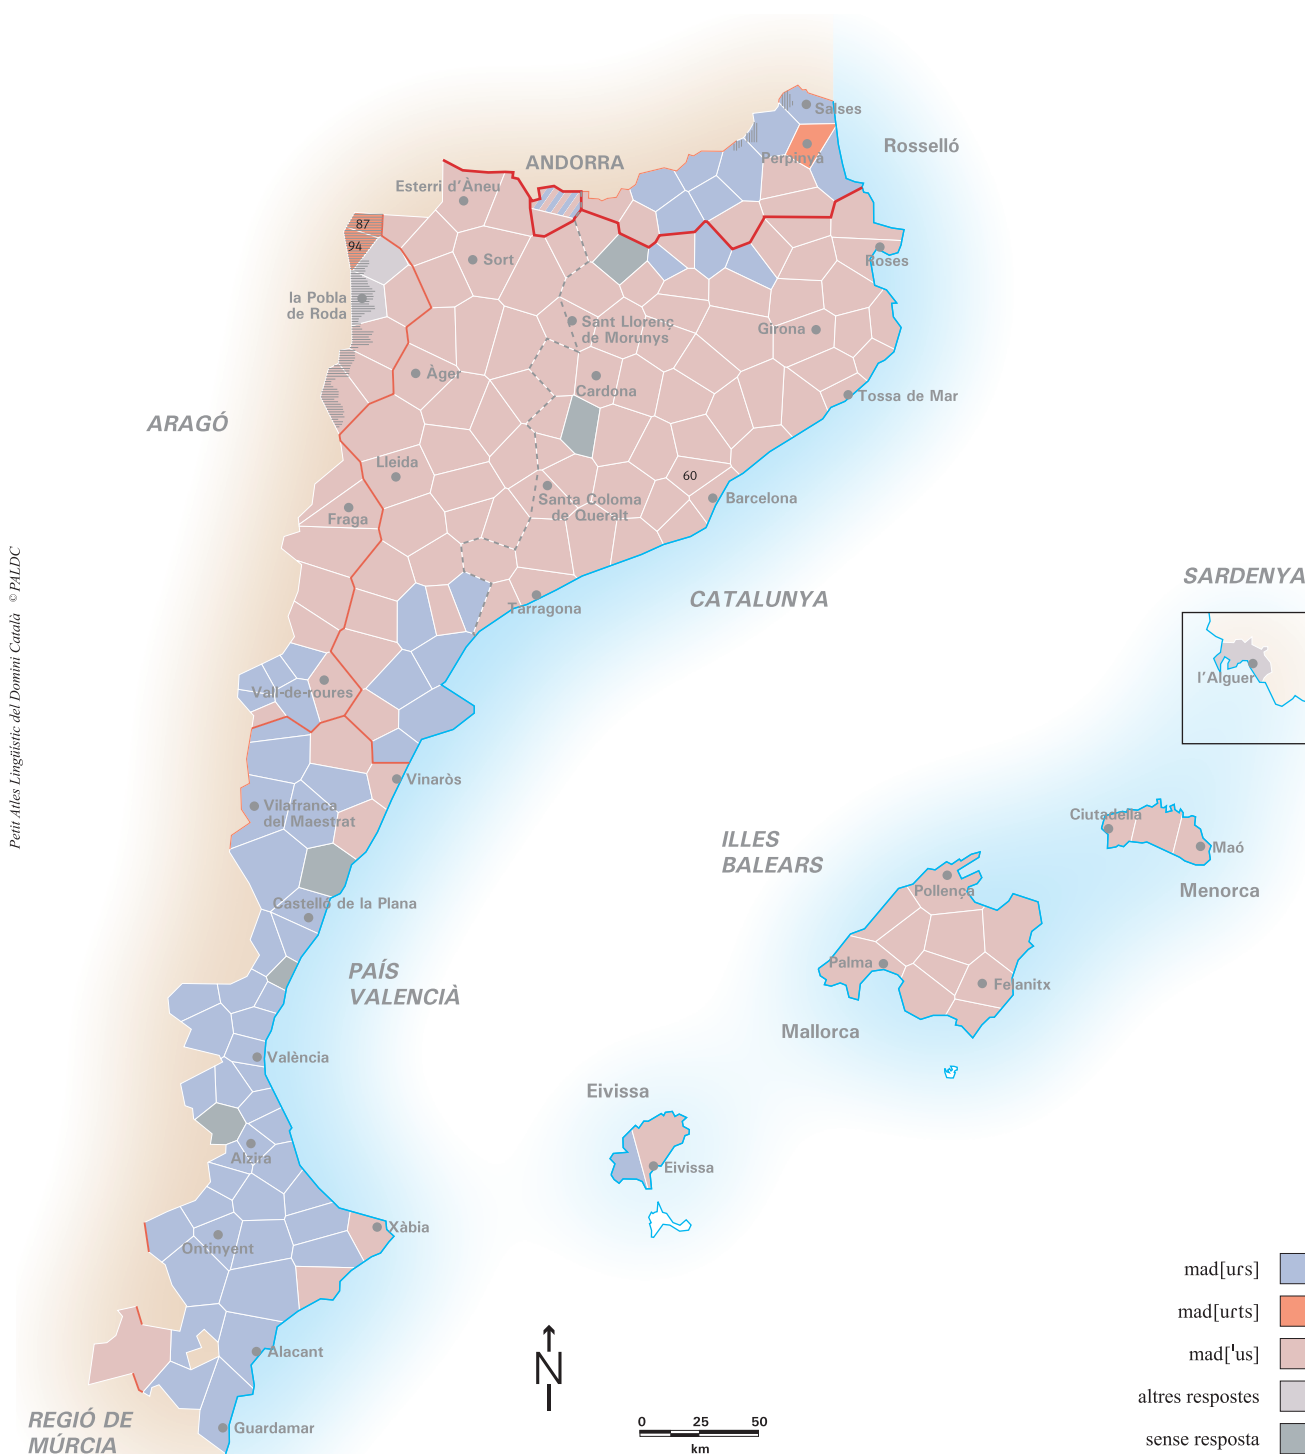 Salses
Rosselló
Perpinyà
ANDORRA
Esterri d'Àneu
87
94
Sort
Roses
la Pobla
de Roda
Sant Llorenç
de Morunys
Girona
Àger
Cardona
Tossa de Mar
ARAGÓ
Lleida
60
Barcelona
Santa Coloma
de Queralt
Fraga
Petit Atles Lingüístic del Domini Català © PALDC
SARDENYA
CATALUNYA
Tarragona
l'Alguer
Vall-de-roures
Vinaròs
Vilafranca
del Maestrat
ILLES
BALEARS
Ciutadella
Maó
Menorca
Pollença
Castelló de la Plana
Palma
Felanitx
PAÍS
VALENCIÀ
Mallorca
València
Eivissa
Alzira
Eivissa
Xàbia
Ontinyent
mad[uɾs]
mad[uɾts]
mad['us]
altres respostes
sense resposta
Alacant
N
REGIÓ DE
MÚRCIA
Guardamar
0 25 50
km